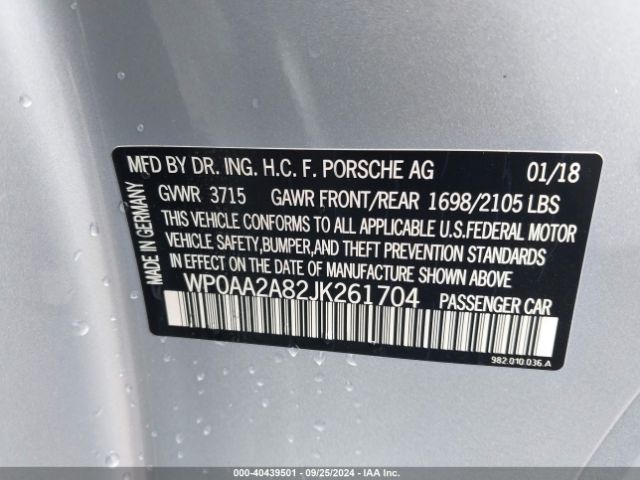 MFD BY DR. ING. H.C. F. PORSCHE AG 01/18
GVWR 3715 GAWR FRONT/REAR 1698/2105 LBS
THIS VEHICLE CONFORMS TO ALL APPLICABLE U.S.FEDERAL MOTOR
VEHICLE SAFETY,BUMPER,AND THEFT PREVENTION STANDARDS
IN EFFECT ON THE DATE OF MANUFACTURE SHOWN ABOVE
WP0AA2A82JK261704 PASSENGER CAR
MADE IN GERMANY
982.010.036.A
000-40439501 / 09/25/2024 / IAAI.COM